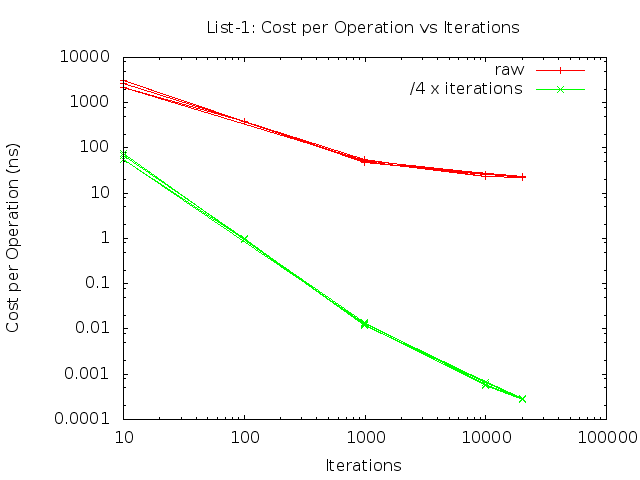 List-1: Cost per Operation vs Iterations
raw
/4 x iterations
Cost per Operation (ns)
10000
1000
100
10
1
0.1
0.01
0.001
0.0001
10
100
1000
10000
100000
Iterations